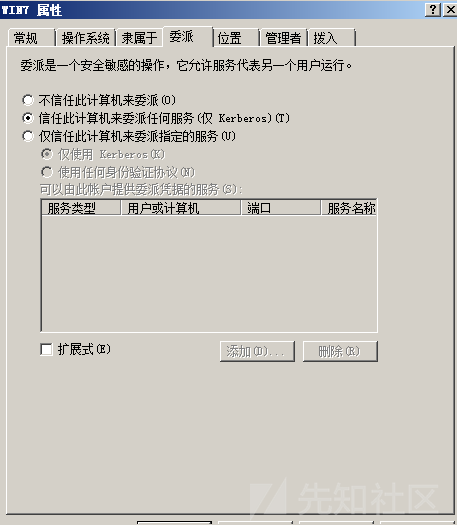 WIN7 属性
常规 操作系统 隶属于 委派 位置 管理者 拨入
委派是一个安全敏感的操作，它允许服务代表另一个用户运行。
不信任此计算机来委派(O)
信任此计算机来委派任何服务(仅 Kerberos)(T)
仅信任此计算机来委派指定的服务(U)
仅使用 Kerberos(K)
使用任何身份验证协议(N)
可以由此帐户提供委派凭据的服务(S):
服务类型 用户或计算机 端口 服务名称
扩展式(E) 添加(D)... 删除(R)
先知社区